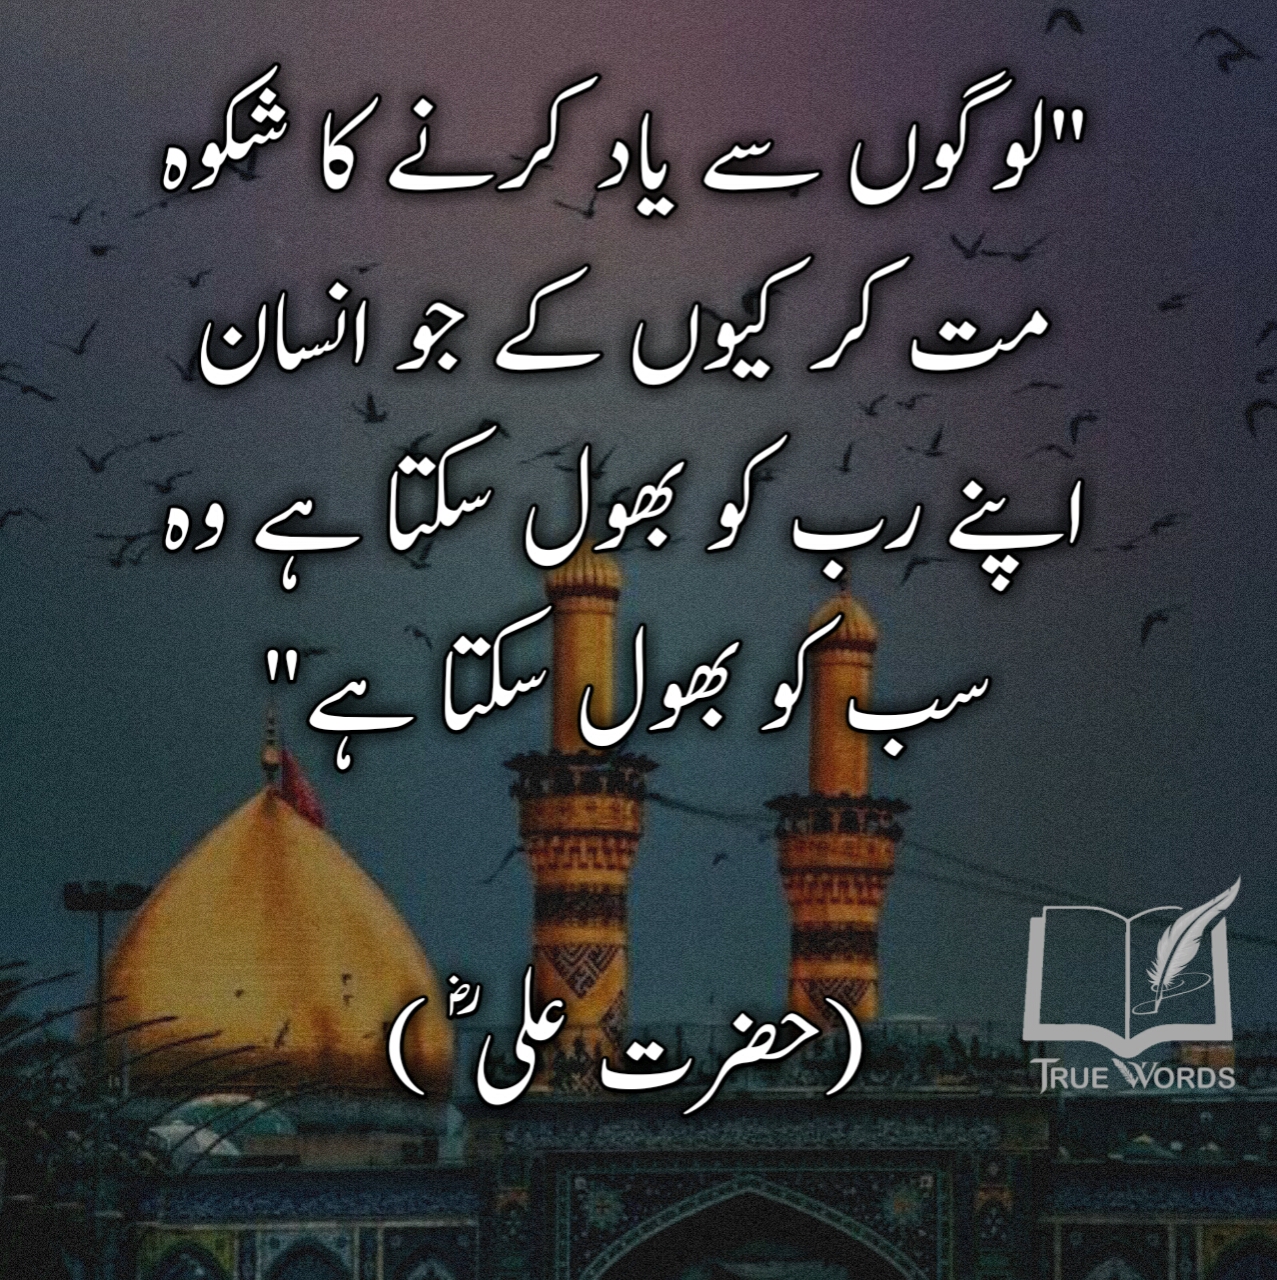 "لوگوں سے یاد کرنے کا شکوہ
مت کر کیوں کے جو انسان
اپنے رب کو بھول سکتا ہے وہ
سب کو بھول سکتا ہے"
(حضرت علی ؓ)
TRUE WORDS